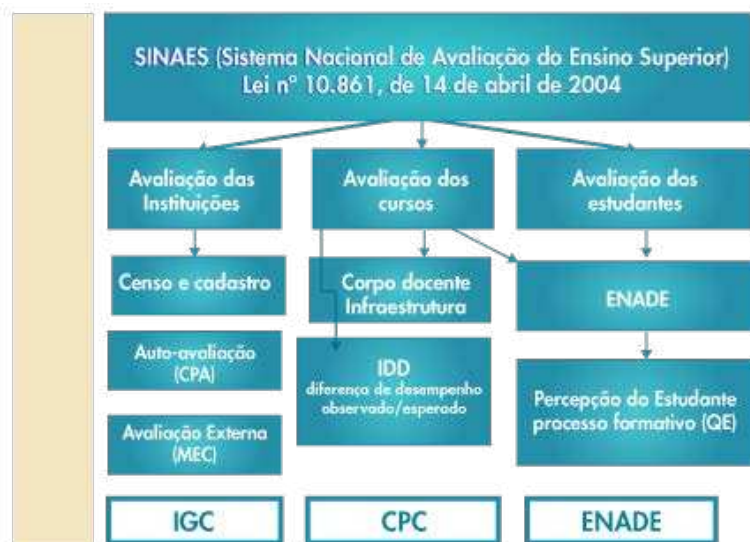 SINAES (Sistema Nacional de Avaliação do Ensino Superior)
Lei nº 10.861, de 14 de abril de 2004
Avaliação das
Instituições
Avaliação dos
cursos
Avaliação dos
estudantes
Censo e cadastro
Corpo docente
Infraestrutura
ENADE
Auto-avaliação
(CPA)
IDD
diferença de desempenho
observado/esperado
Percepção do Estudante
processo formativo (QE)
Avaliação Externa
(MEC)
IGC
CPC
ENADE